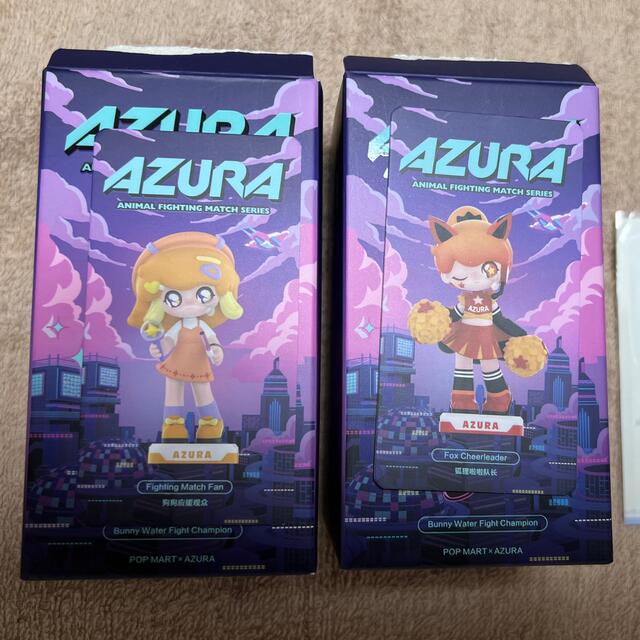 AZURA
A
AZURA
ANIMAL FIGHTING MATCH SERIES
AZURA
Fighting Match Fan
狗狗应援观众
Bunny Water Fight Champion
POP MART × AZURA
AZURA
ANIMAL FIGHTING MATCH SERIES
AZURA
AZURA
Fox Cheerleader
狐狸啦啦队长
Bunny Water Fight Champion
POP MART × AZURA